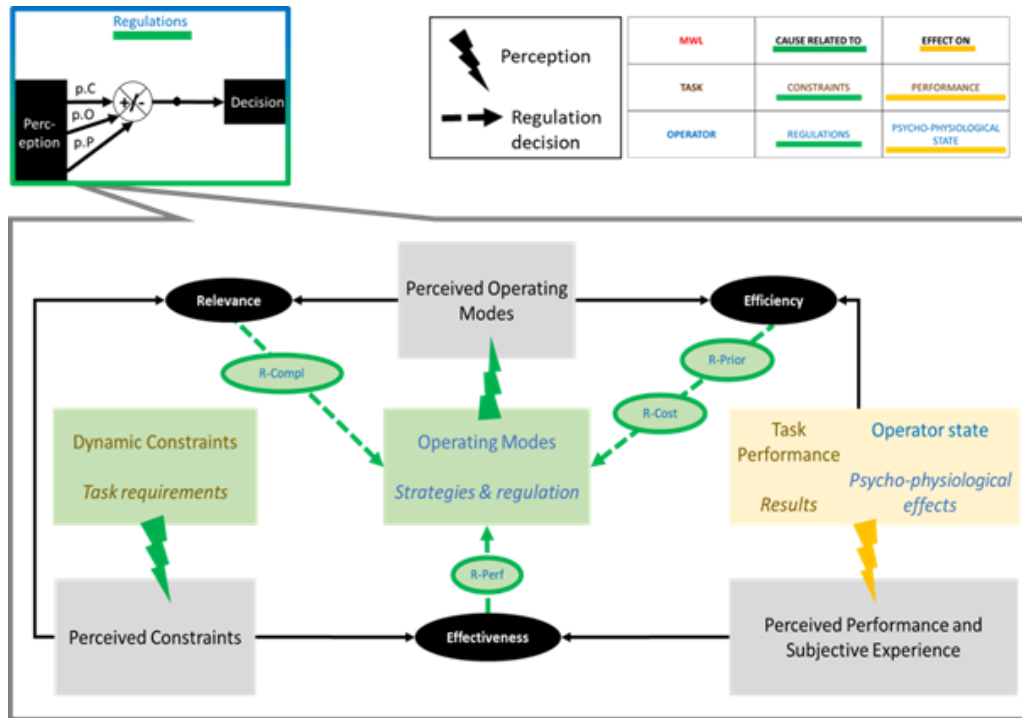 Regulations
p.C
p.O
p.P
+/-
Perc-
eption
Decision
Perception
Regulation
decision
MWL
CAUSE RELATED TO
EFFECT ON
TASK
CONSTRAINTS
PERFORMANCE
OPERATOR
REGULATIONS
PSYCHO-PHYSIOLOGICAL
STATE
Relevance
Perceived Operating
Modes
Efficiency
R-Compl
R-Prior
R-Cost
Dynamic Constraints
Task requirements
Operating Modes
Strategies & regulation
Task
Performance
Results
Operator state
Psycho-physiological
effects
R-Perf
Perceived Constraints
Effectiveness
Perceived Performance and
Subjective Experience